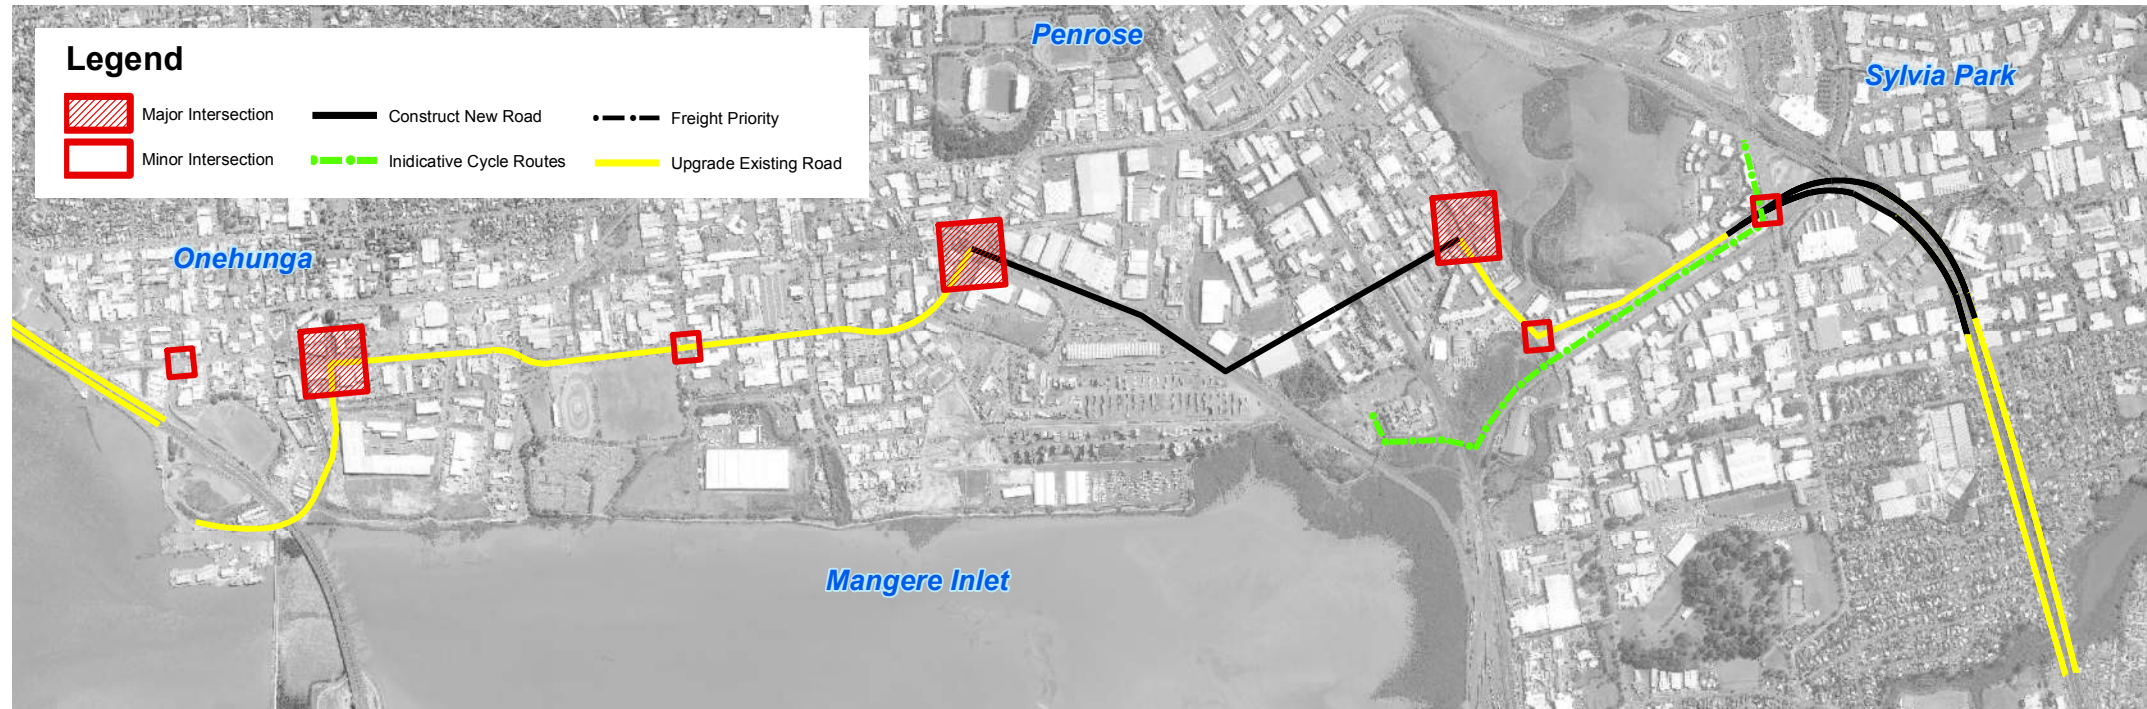 Penrose
Legend
Sylvia Park
Major Intersection
Construct New Road
Freight Priority
Minor Intersection
Inidicative Cycle Routes
Upgrade Existing Road
Onehunga
Mangere Inlet